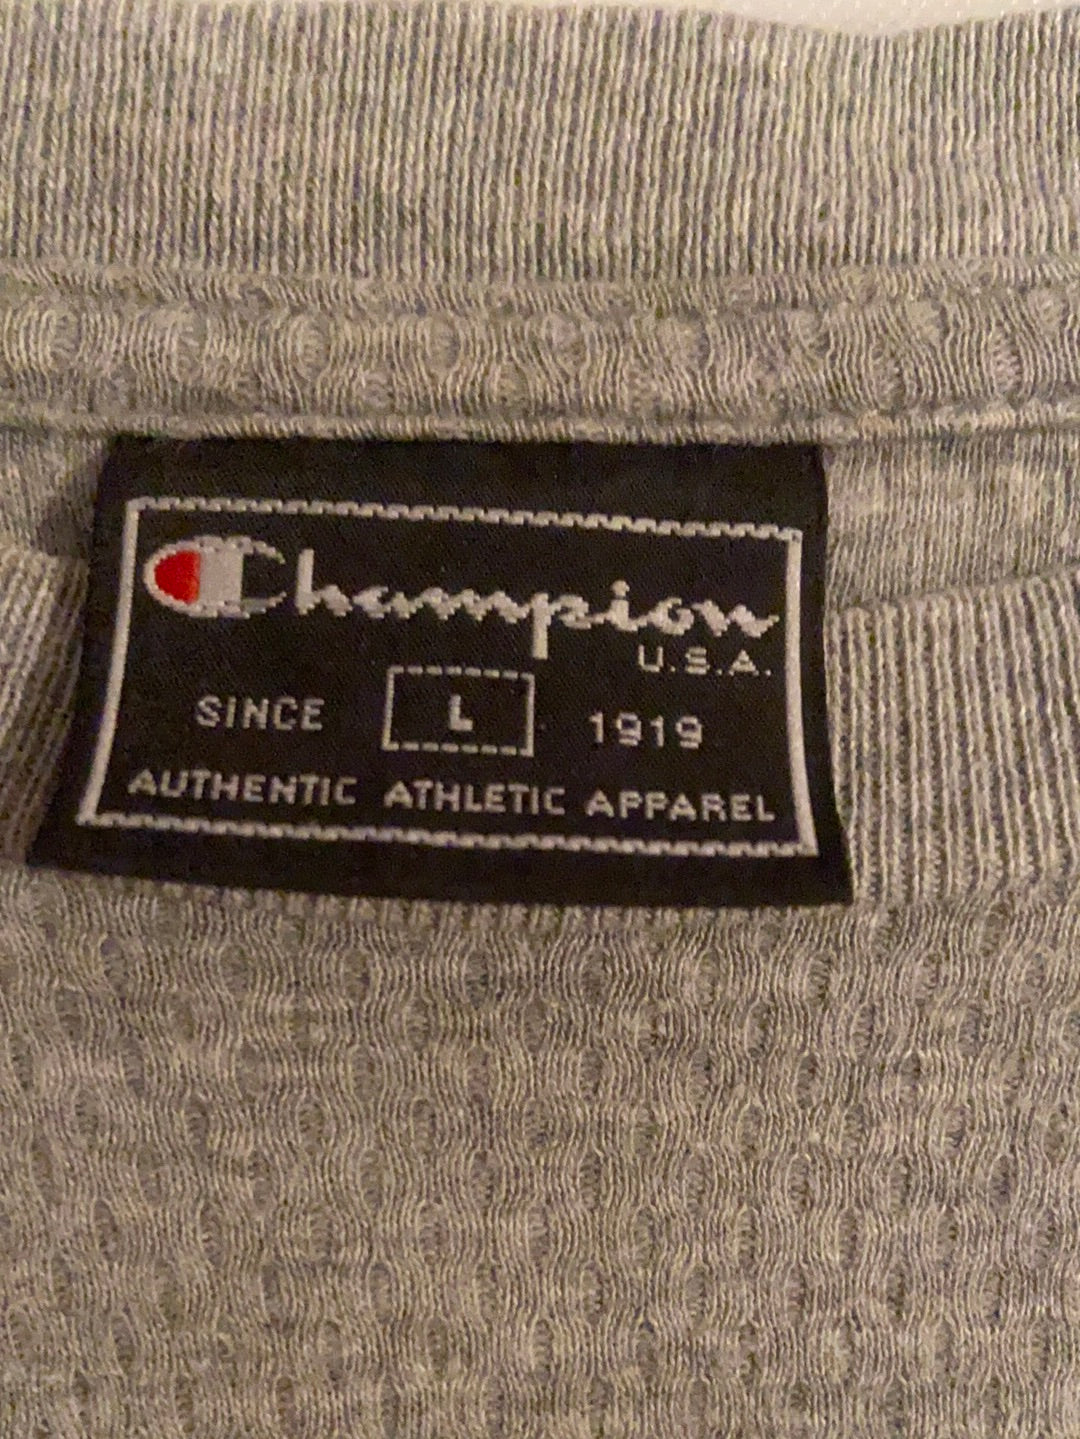 Champion
U.S.A.
SINCE L 1919
AUTHENTIC ATHLETIC APPAREL